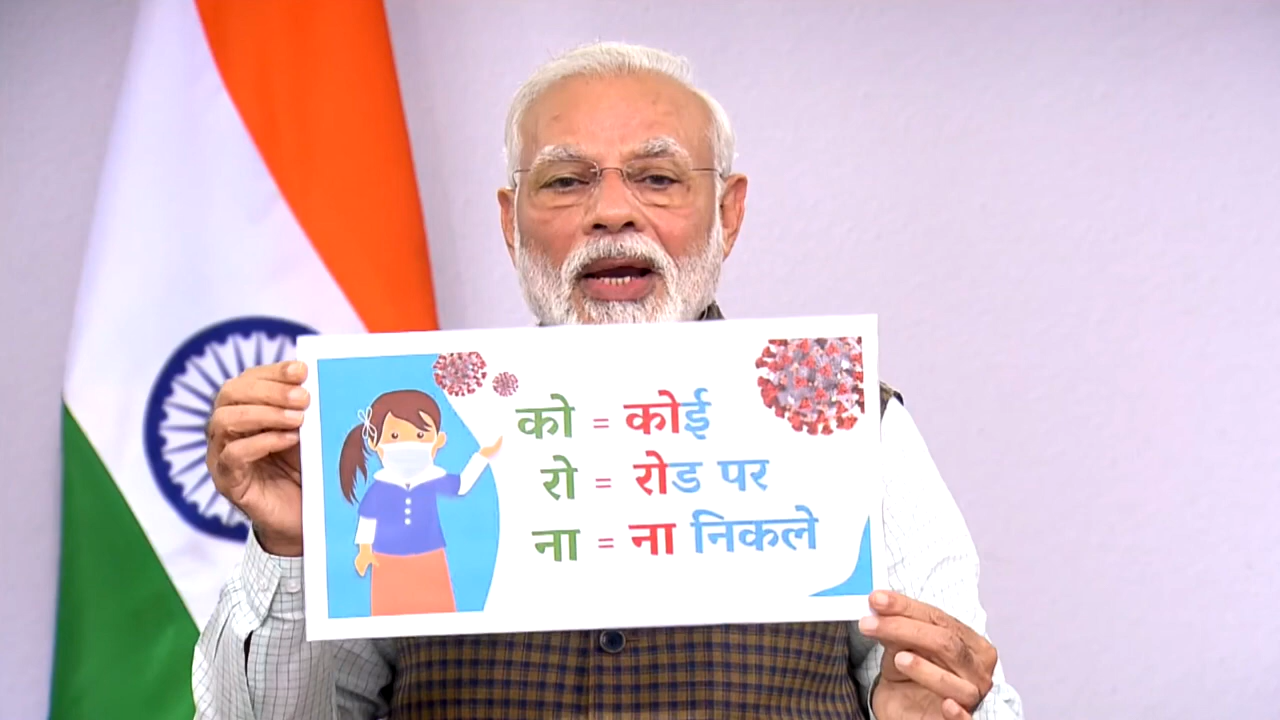 को = कोई
रो = रोड पर
ना = ना निकले